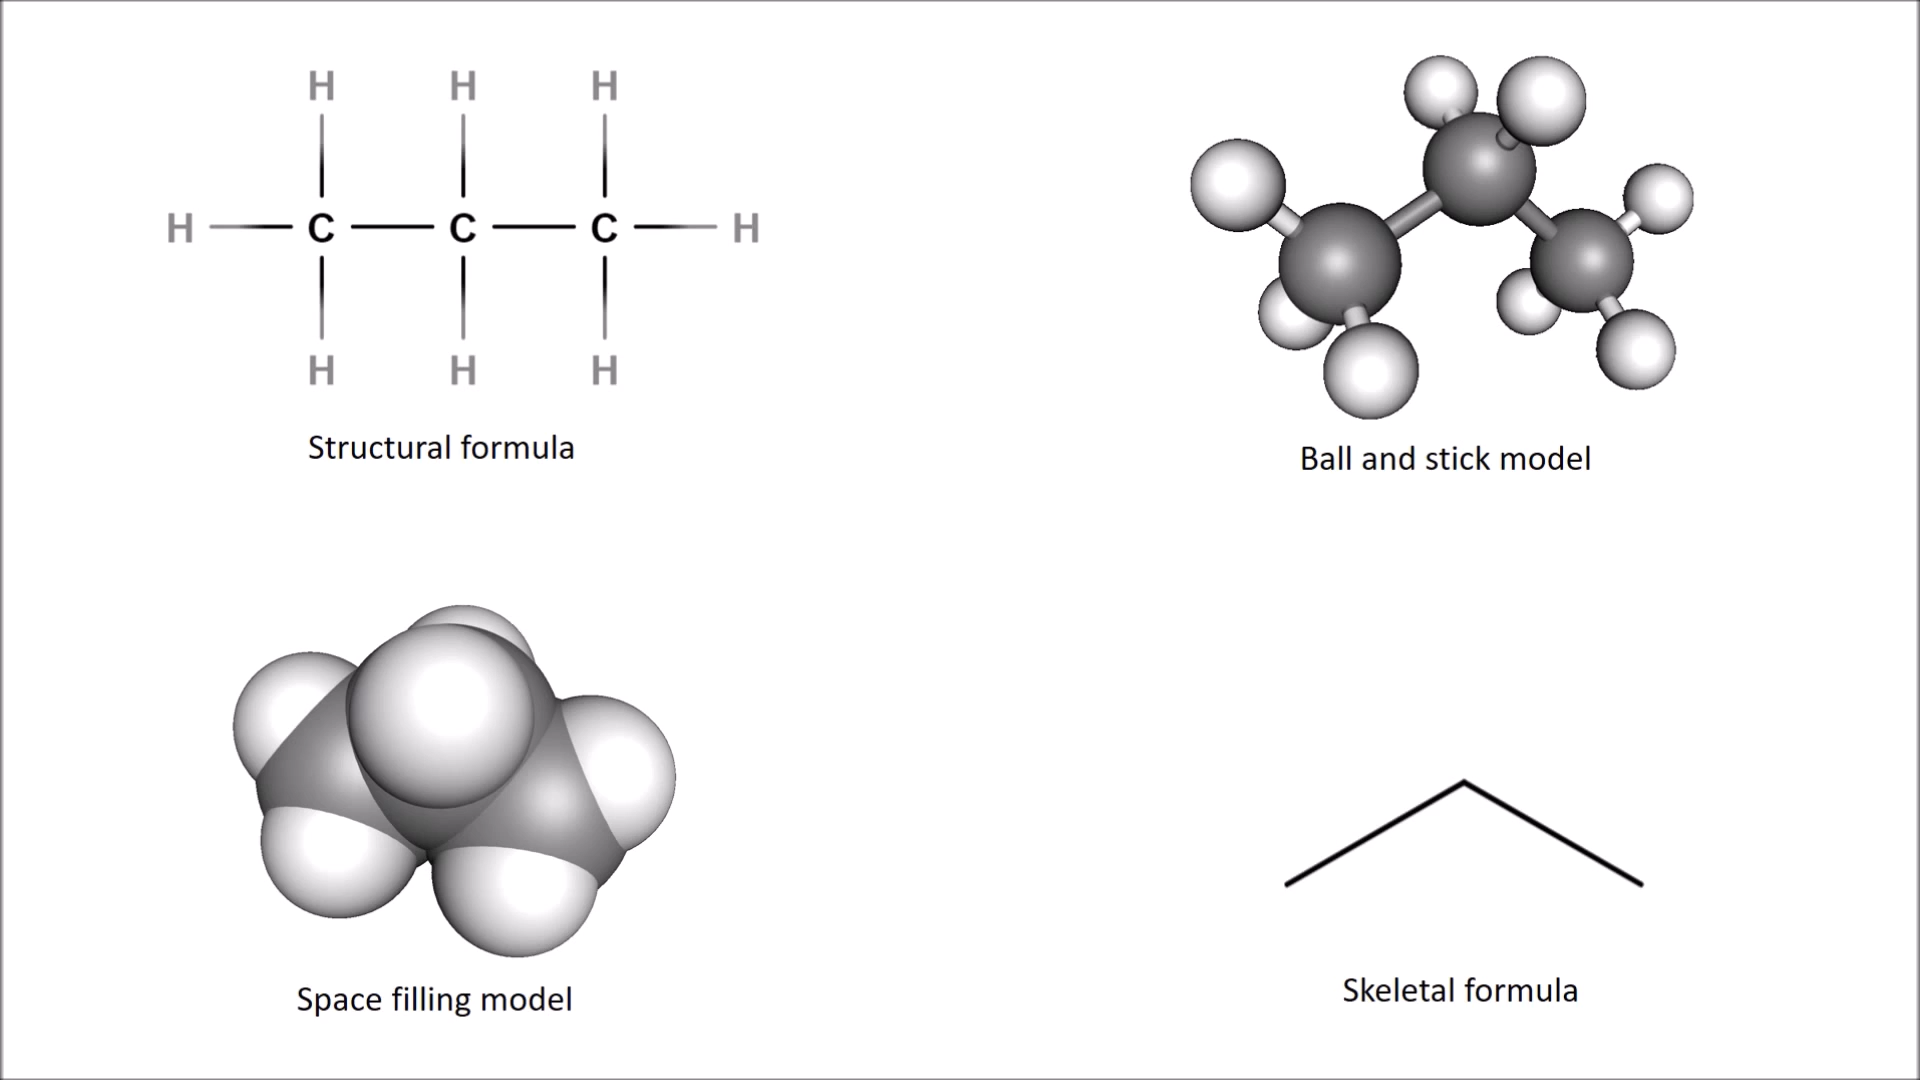 H H H
H C C C H
H H H
Structural formula
Ball and stick model
Space filling model
Skeletal formula